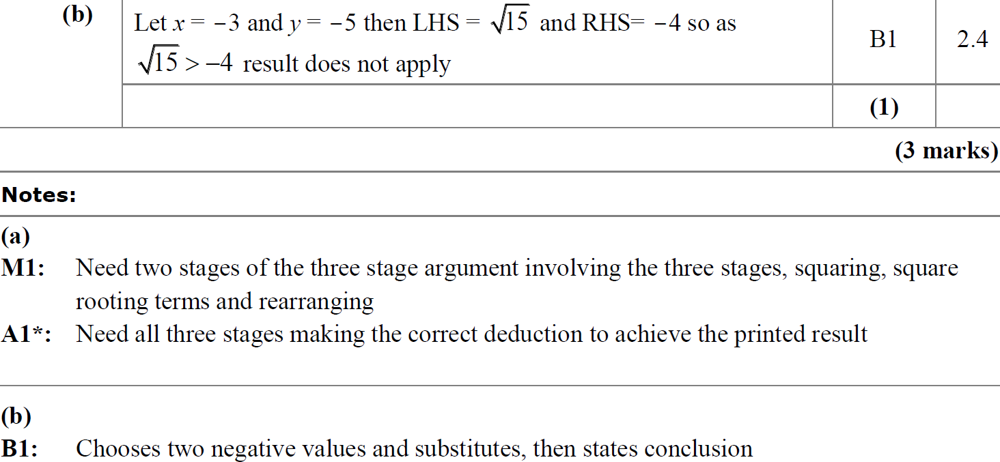 (b) Let x = −3 and y = −5 then LHS = √15 and RHS= −4 so as B1 2.4
√15 > −4 result does not apply
(1)
(3 marks)
Notes:
(a)
M1: Need two stages of the three stage argument involving the three stages, squaring, square
rooting terms and rearranging
A1*: Need all three stages making the correct deduction to achieve the printed result
(b)
B1: Chooses two negative values and substitutes, then states conclusion